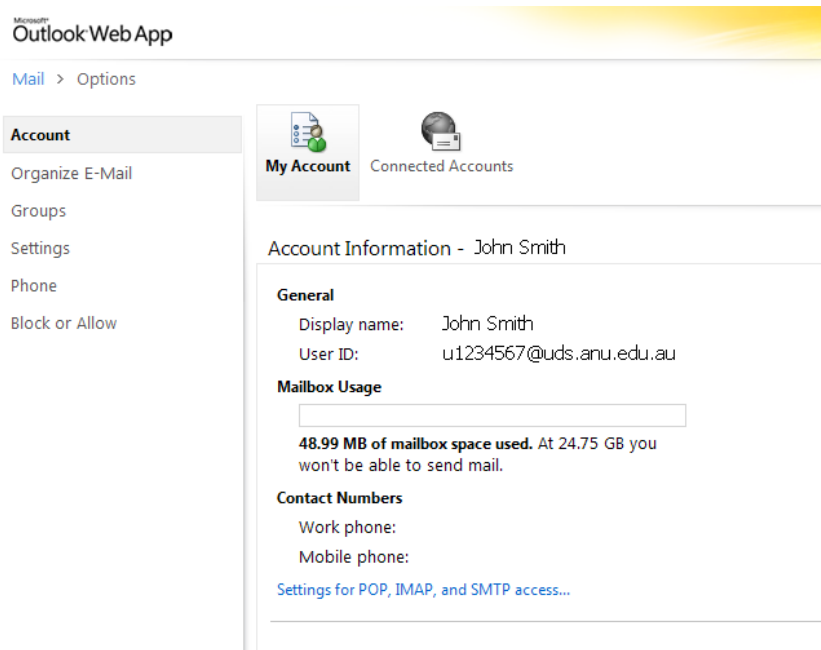 Microsoft®
Outlook Web App
Mail > Options
Account
Organize E-Mail
Groups
Settings
Phone
Block or Allow
My Account
Connected Accounts
Account Information - John Smith
General
Display name: John Smith
User ID: u1234567@uds.anu.edu.au
Mailbox Usage
48.99 MB of mailbox space used. At 24.75 GB you
won't be able to send mail.
Contact Numbers
Work phone:
Mobile phone:
Settings for POP, IMAP, and SMTP access...